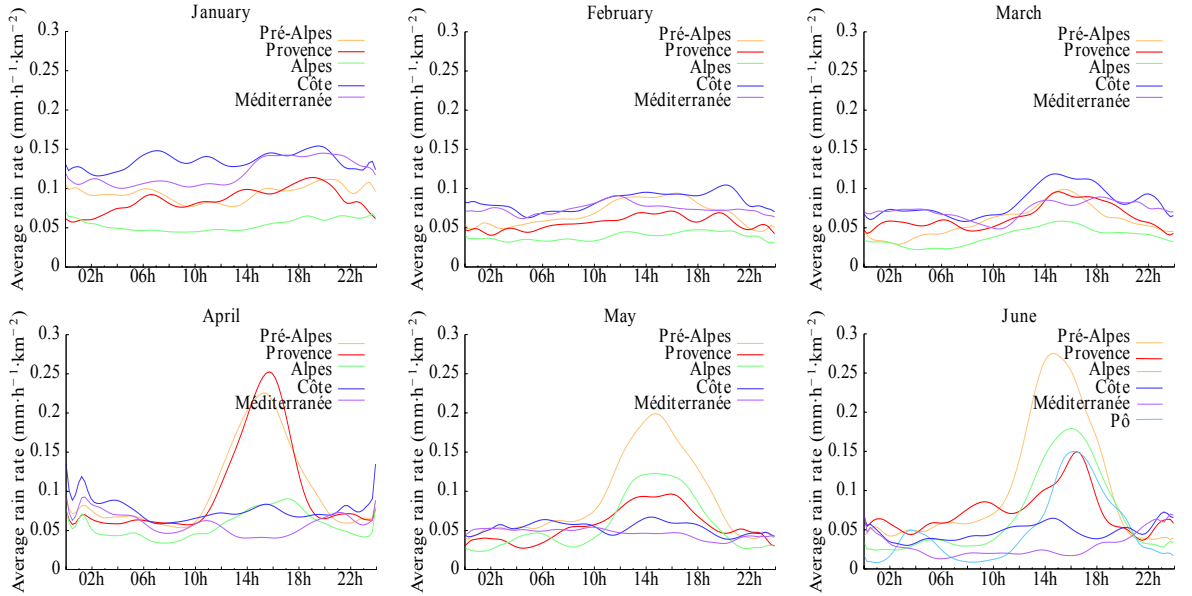 January
Average rain rate (mm·h⁻¹·km⁻²)
0.3
0.25
0.2
0.15
0.1
0.05
0
Pré-Alpes
Provence
Alpes
Côte
Méditerranée
02h 06h 10h 14h 18h 22h
February
Average rain rate (mm·h⁻¹·km⁻²)
0.3
0.25
0.2
0.15
0.1
0.05
0
Pré-Alpes
Provence
Alpes
Côte
Méditerranée
02h 06h 10h 14h 18h 22h
March
Average rain rate (mm·h⁻¹·km⁻²)
0.3
0.25
0.2
0.15
0.1
0.05
0
Pré-Alpes
Provence
Alpes
Côte
Méditerranée
02h 06h 10h 14h 18h 22h
April
Average rain rate (mm·h⁻¹·km⁻²)
0.3
0.25
0.2
0.15
0.1
0.05
0
Pré-Alpes
Provence
Alpes
Côte
Méditerranée
02h 06h 10h 14h 18h 22h
May
Average rain rate (mm·h⁻¹·km⁻²)
0.3
0.25
0.2
0.15
0.1
0.05
0
Pré-Alpes
Provence
Alpes
Côte
Méditerranée
02h 06h 10h 14h 18h 22h
June
Average rain rate (mm·h⁻¹·km⁻²)
0.3
0.25
0.2
0.15
0.1
0.05
0
Pré-Alpes
Provence
Alpes
Côte
Méditerranée
Pô
02h 06h 10h 14h 18h 22h